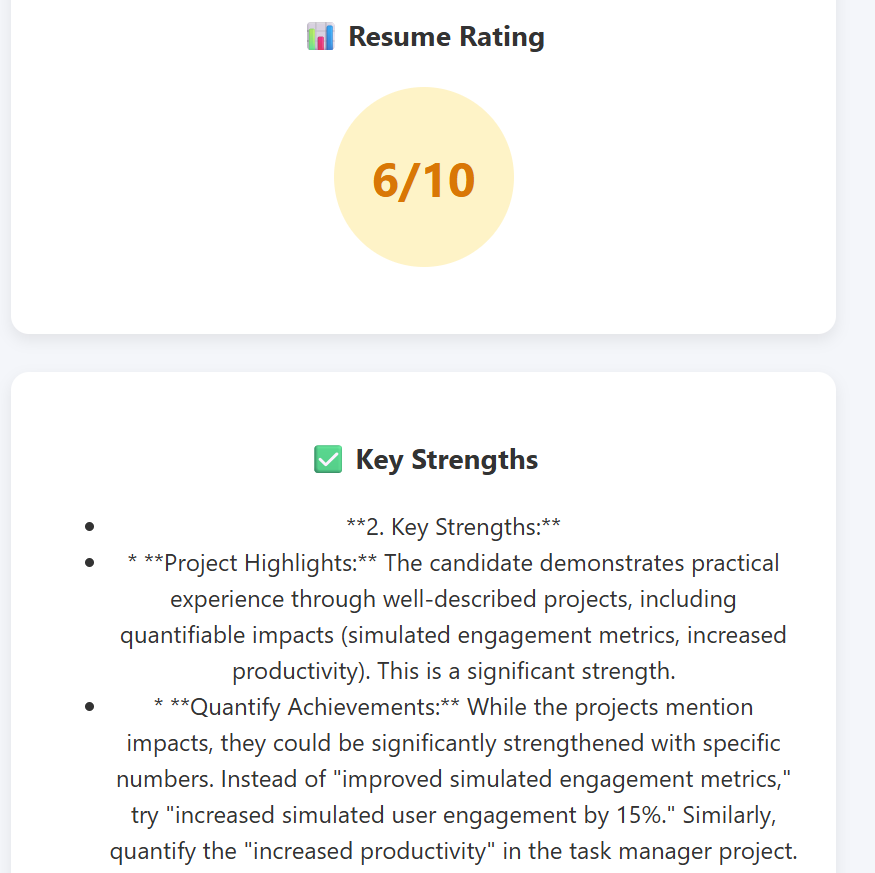 Resume Rating
6/10
Key Strengths
**2. Key Strengths:**
* **Project Highlights:** The candidate demonstrates practical
experience through well-described projects, including
quantifiable impacts (simulated engagement metrics, increased
productivity). This is a significant strength.
* **Quantify Achievements:** While the projects mention
impacts, they could be significantly strengthened with specific
numbers. Instead of "improved simulated engagement metrics,"
try "increased simulated user engagement by 15%." Similarly,
quantify the "increased productivity" in the task manager project.